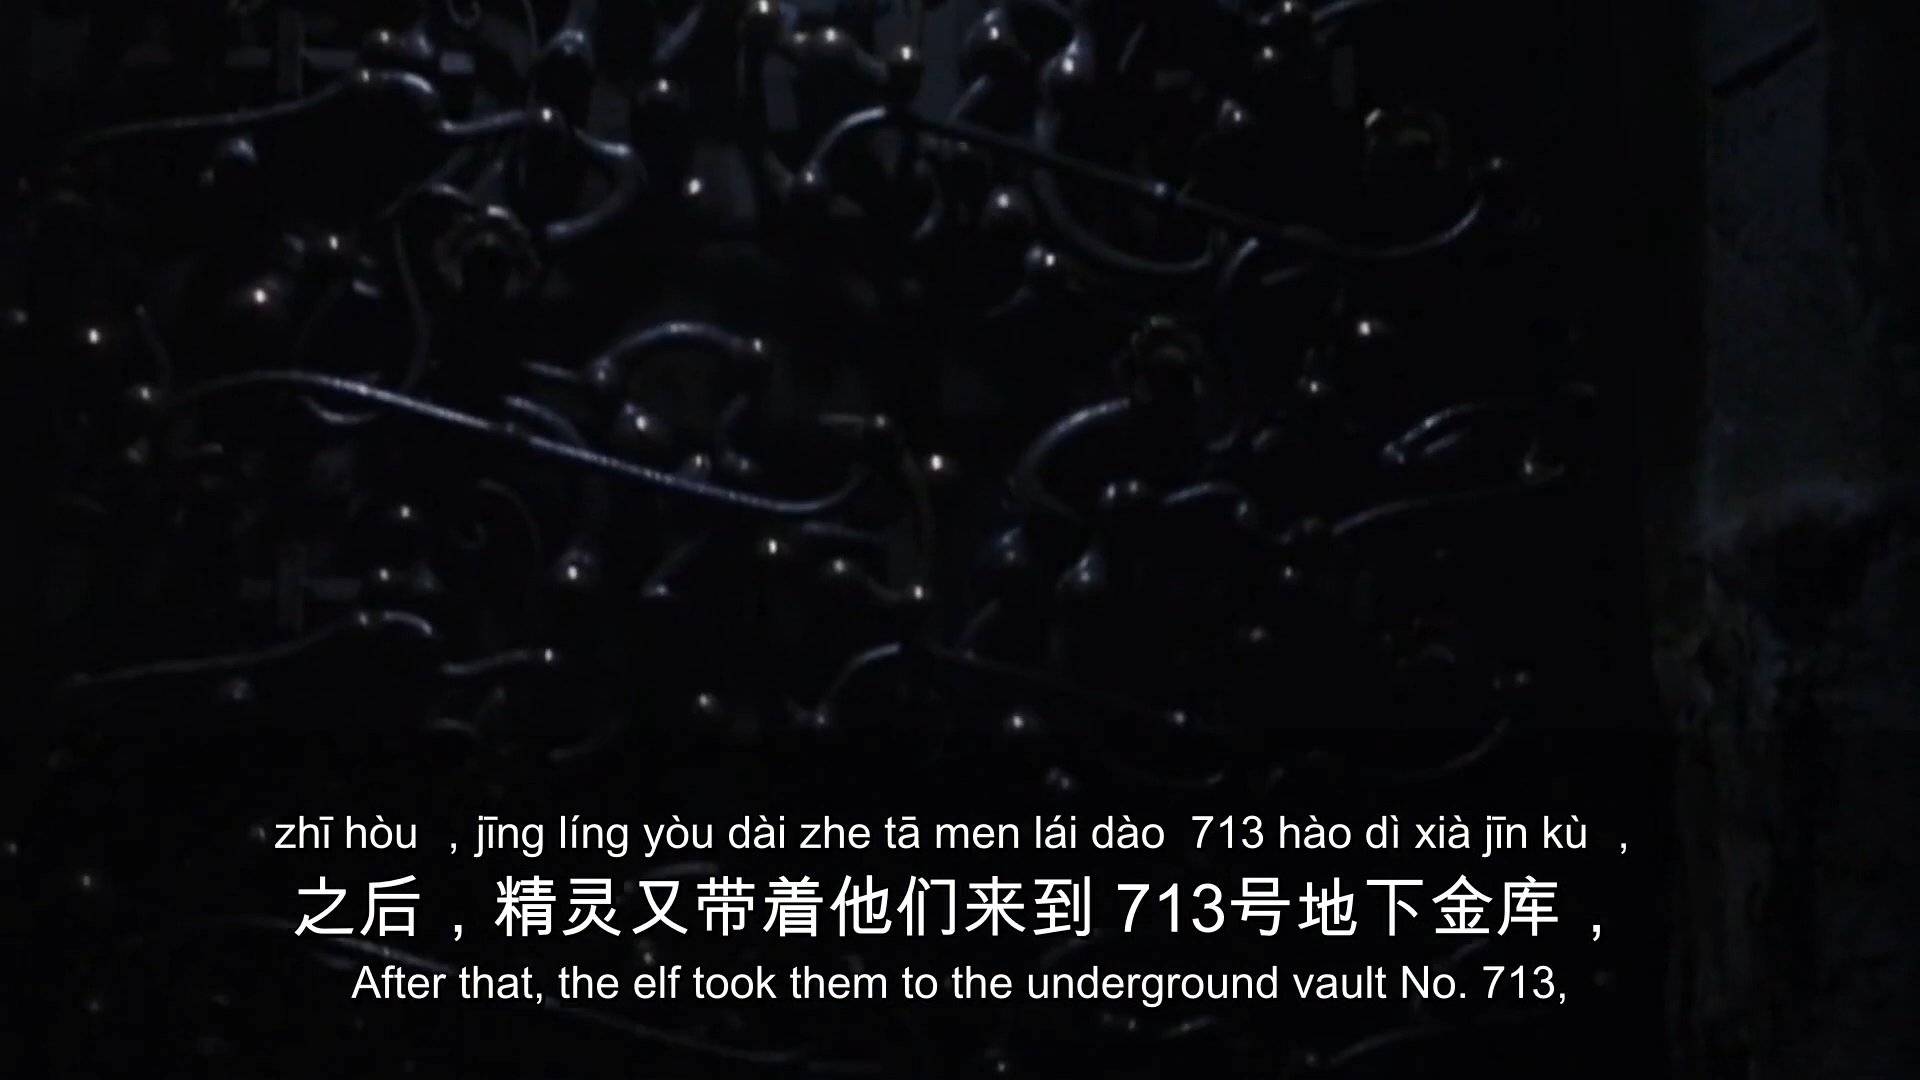 zhī hòu ，jīng líng yòu dài zhe tā men lái dào 713 hào dì xià jīn kù ，
之后，精灵又带着他们来到 713号地下金库，
After that, the elf took them to the underground vault No. 713,